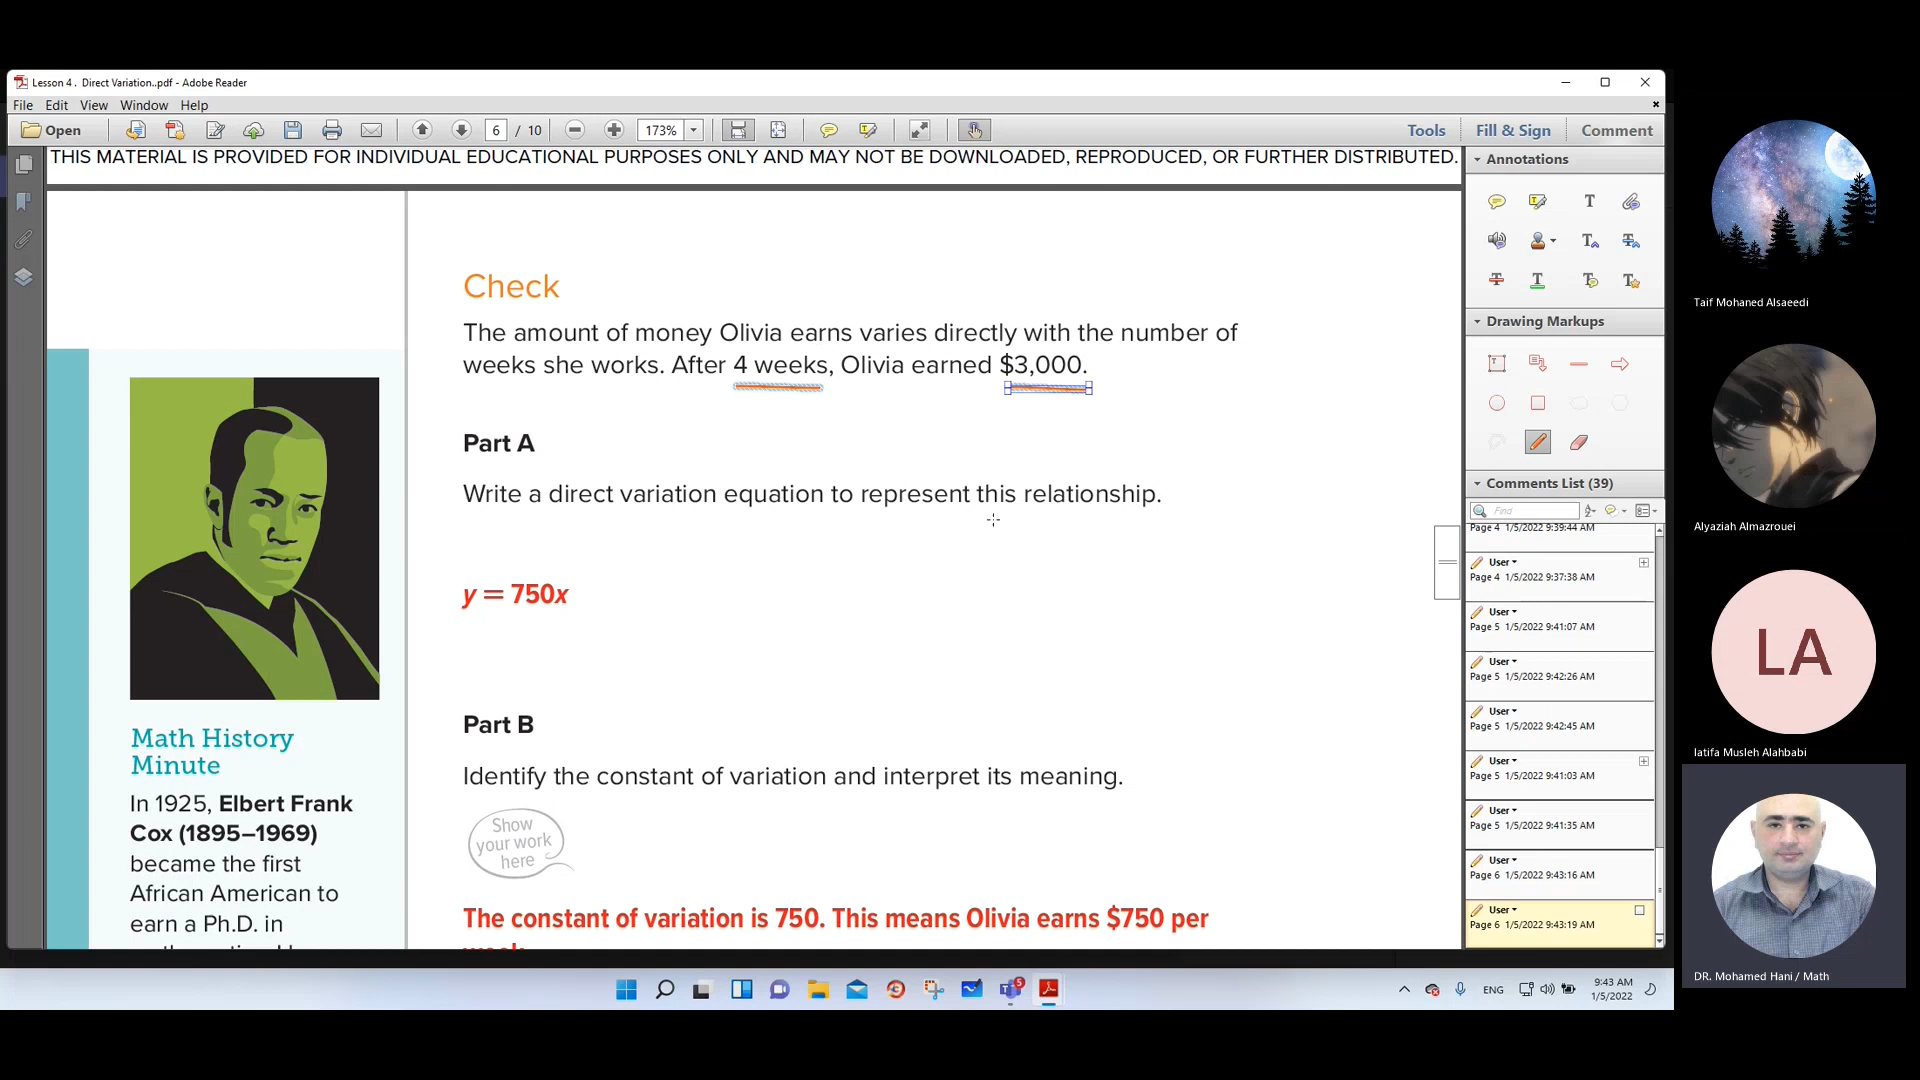 Lesson 4 . Direct Variation..pdf - Adobe Reader
File Edit View Window Help
Open 6 / 10 173% Tools Fill & Sign Comment
THIS MATERIAL IS PROVIDED FOR INDIVIDUAL EDUCATIONAL PURPOSES ONLY AND MAY NOT BE DOWNLOADED, REPRODUCED, OR FURTHER DISTRIBUTED.
Check
The amount of money Olivia earns varies directly with the number of
weeks she works. After 4 weeks, Olivia earned $3,000.
Part A
Write a direct variation equation to represent this relationship.
y = 750x
Part B
Identify the constant of variation and interpret its meaning.
Show
your work
here
The constant of variation is 750. This means Olivia earns $750 per
Math History
Minute
In 1925, Elbert Frank
Cox (1895–1969)
became the first
African American to
earn a Ph.D. in
Annotations
Drawing Markups
Comments List (39)
Find
Page 4 1/5/2022 9:39:44 AM
User
Page 4 1/5/2022 9:37:38 AM
User
Page 5 1/5/2022 9:41:07 AM
User
Page 5 1/5/2022 9:42:26 AM
User
Page 5 1/5/2022 9:42:45 AM
User
Page 5 1/5/2022 9:41:03 AM
User
Page 5 1/5/2022 9:41:35 AM
User
Page 6 1/5/2022 9:43:16 AM
User
Page 6 1/5/2022 9:43:19 AM
Taif Mohaned Alsaeedi
Alyaziah Almazrouei
LA
latifa Musleh Alahbabi
DR. Mohamed Hani / Math
5
ENG
9:43 AM
1/5/2022